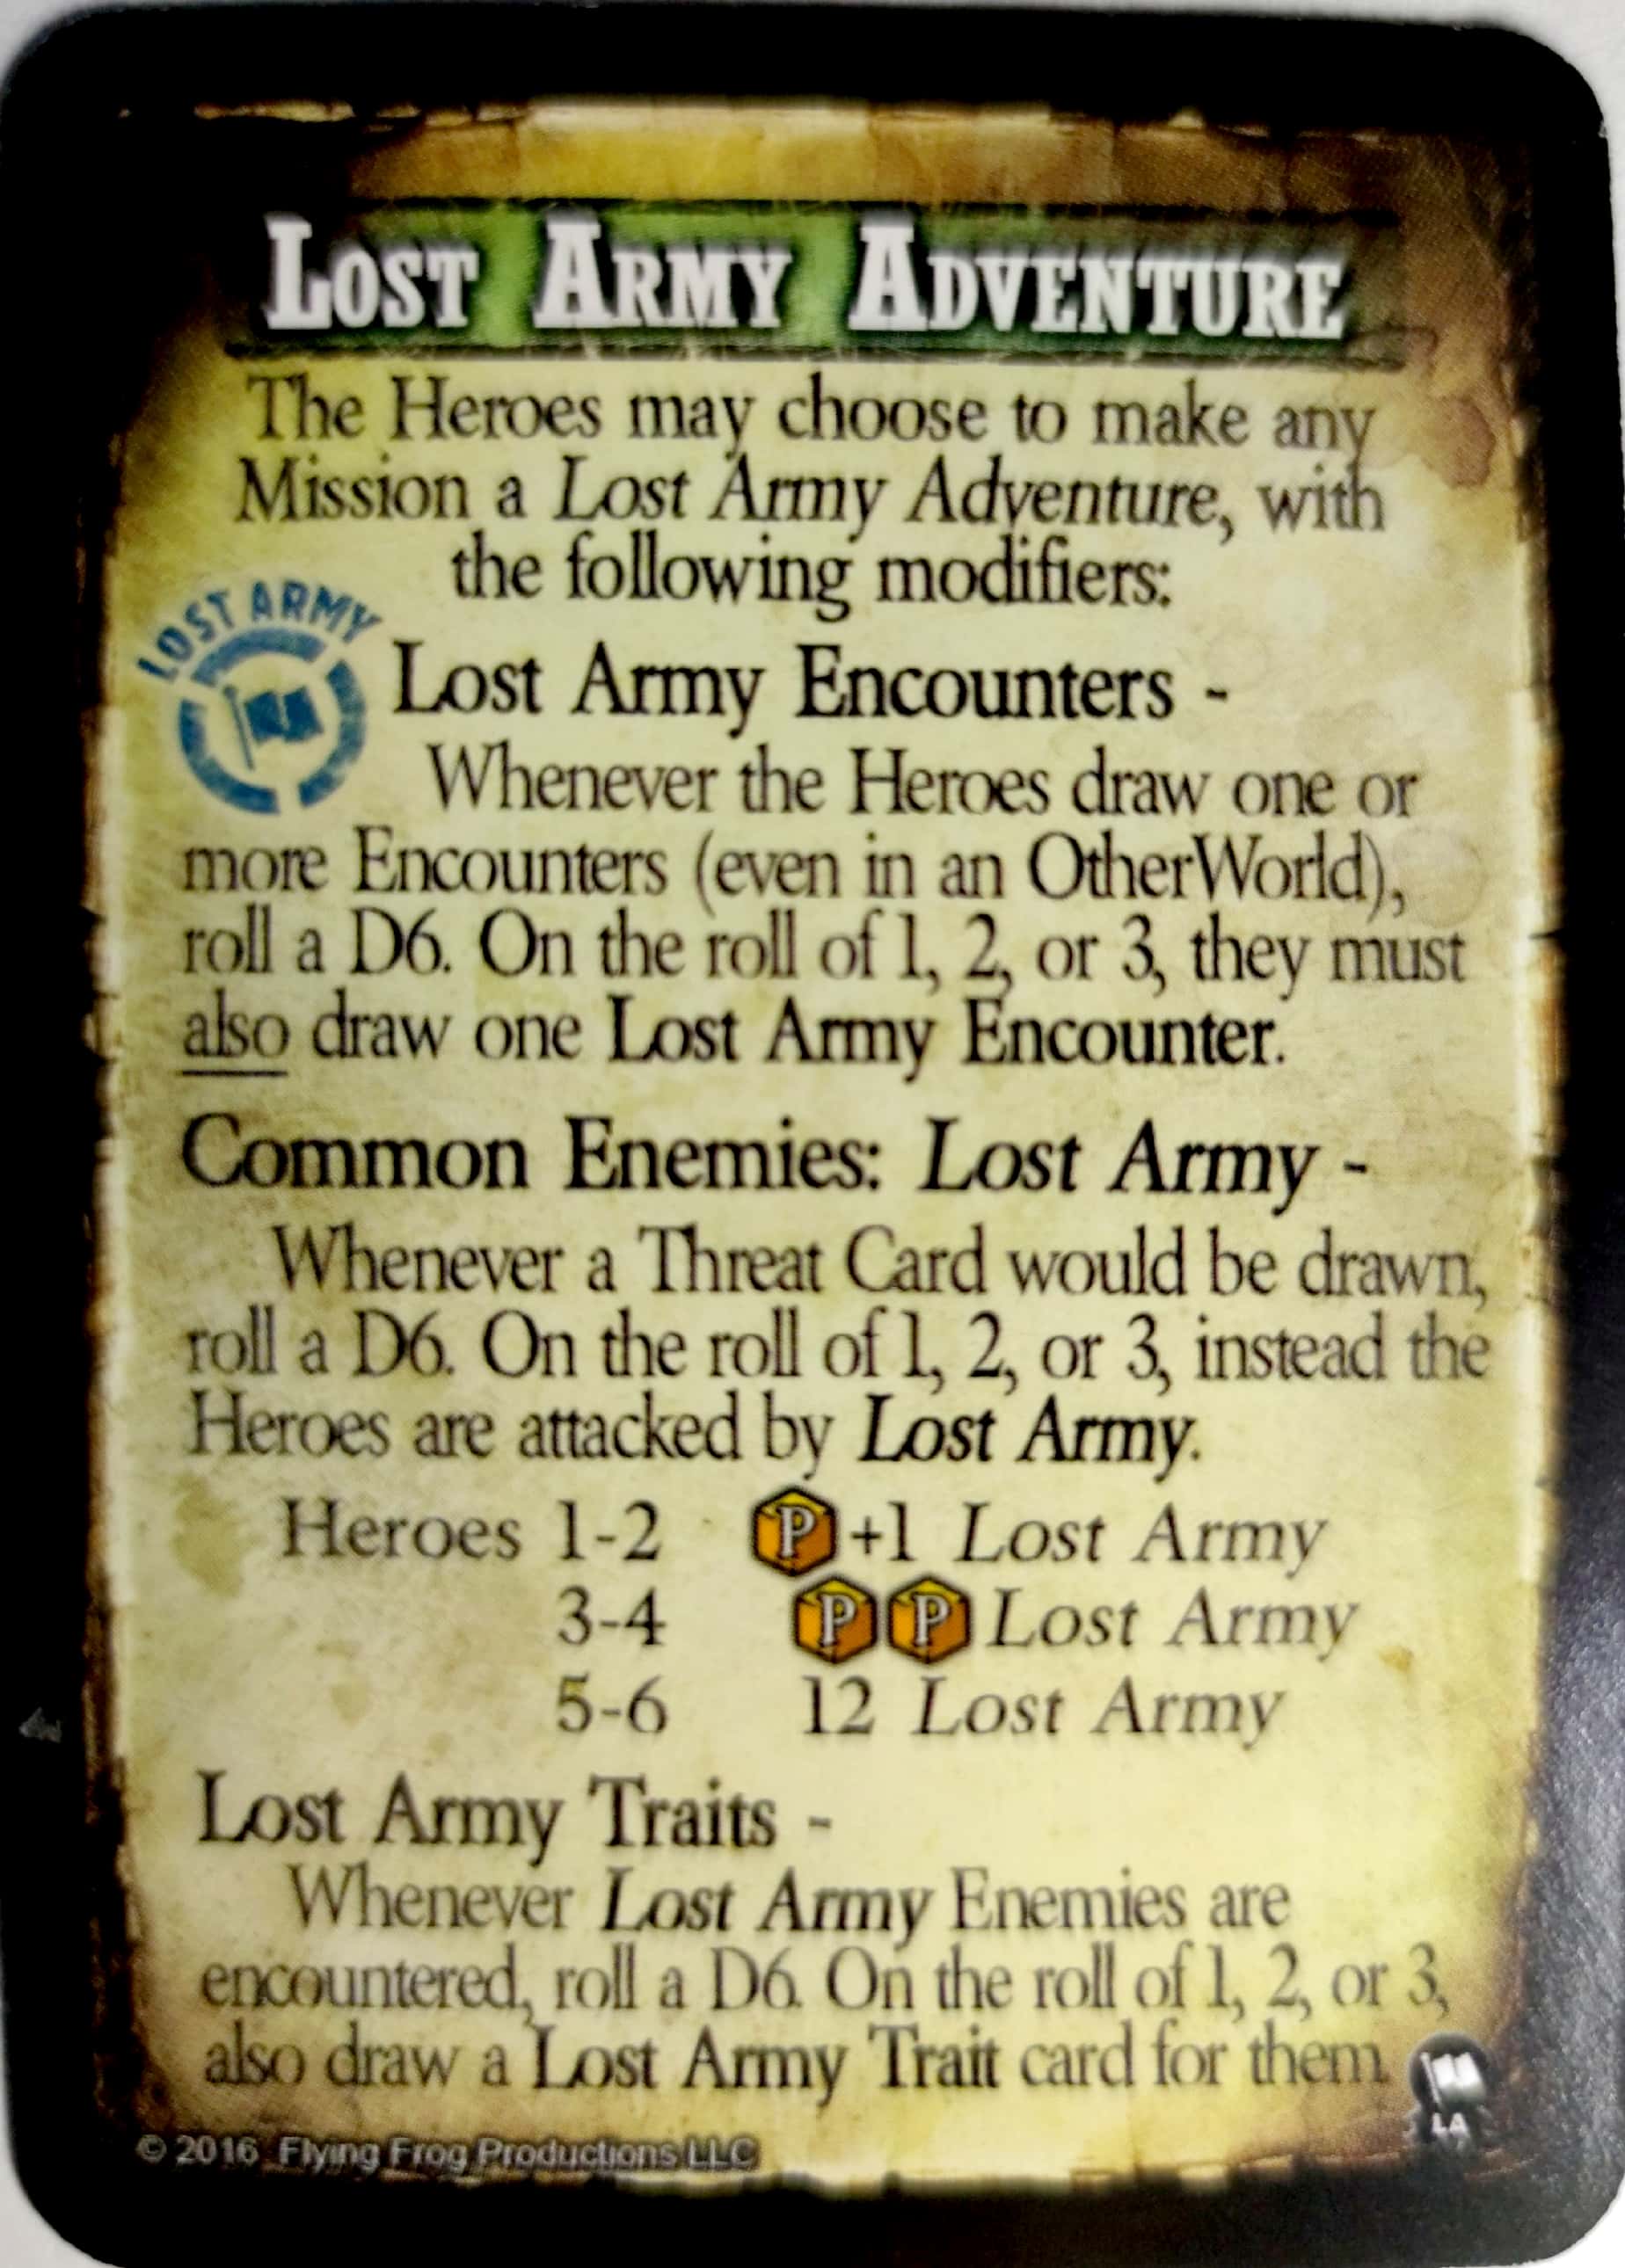 LOST ARMY ADVENTURE
The Heroes may choose to make any
Mission a Lost Army Adventure, with
the following modifiers:
LOST ARMY
Lost Army Encounters -
Whenever the Heroes draw one or
more Encounters (even in an OtherWorld),
roll a D6. On the roll of 1, 2, or 3, they must
also draw one Lost Army Encounter.
Common Enemies: Lost Army -
Whenever a Threat Card would be drawn,
roll a D6. On the roll of 1, 2, or 3, instead the
Heroes are attacked by Lost Army.
Heroes 1-2 P +1 Lost Army
3-4 P P Lost Army
5-6 12 Lost Army
Lost Army Traits -
Whenever Lost Army Enemies are
encountered, roll a D6. On the roll of 1, 2, or 3,
also draw a Lost Army Trait card for them.
LA
© 2016 Flying Frog Productions LLC